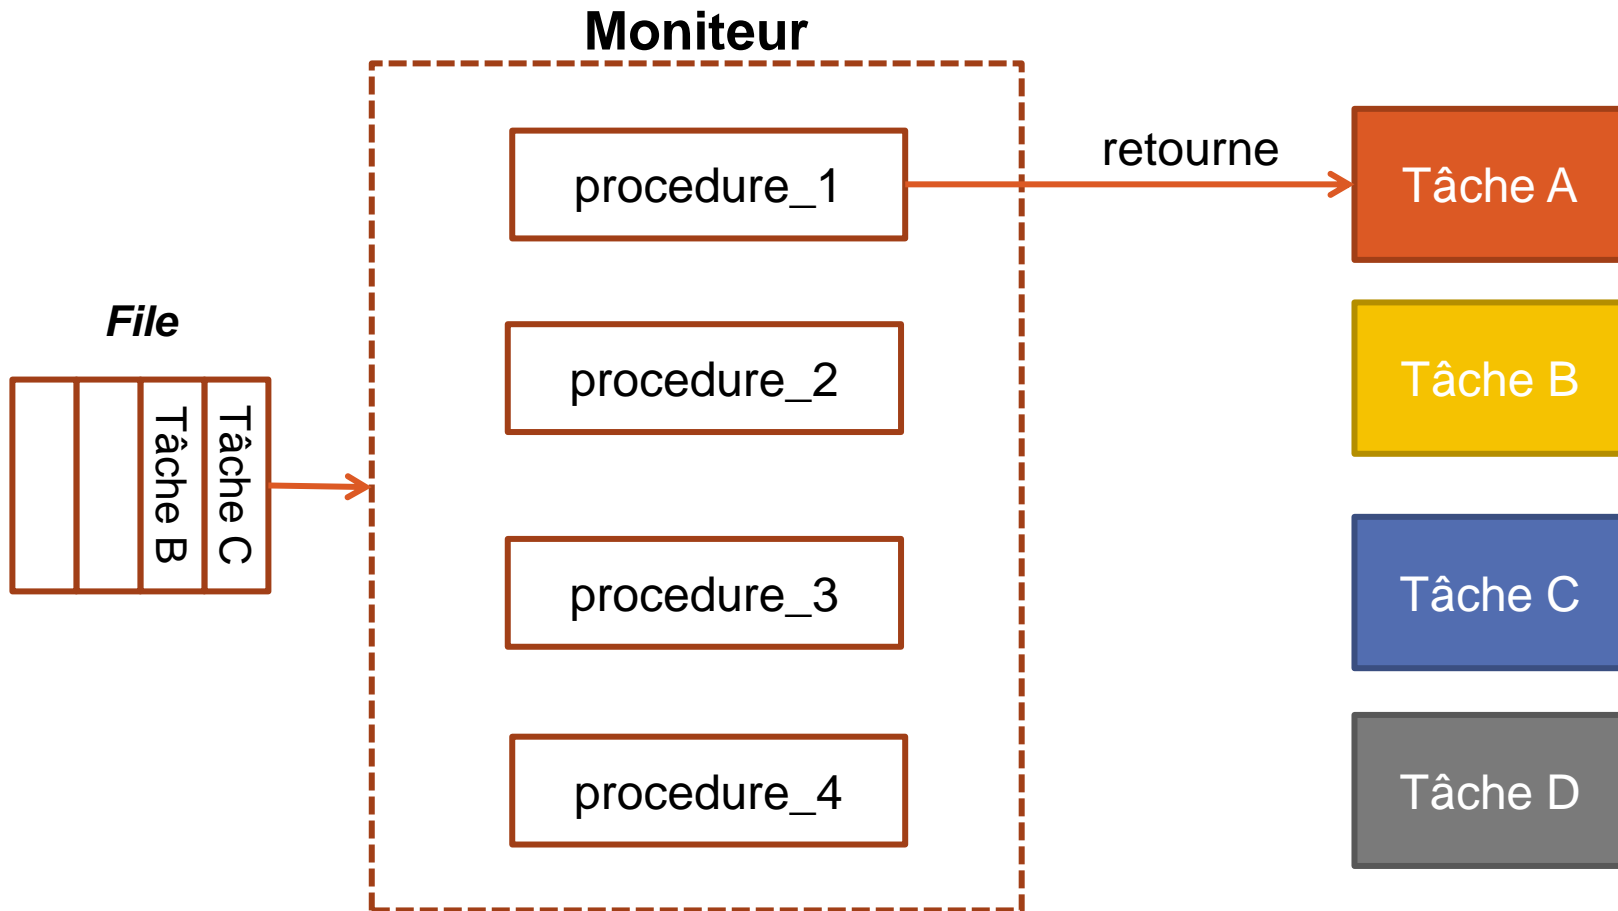 Moniteur
procedure_1
retourne
Tâche A
File
procedure_2
Tâche B
Tâche B
Tâche C
procedure_3
Tâche C
procedure_4
Tâche D